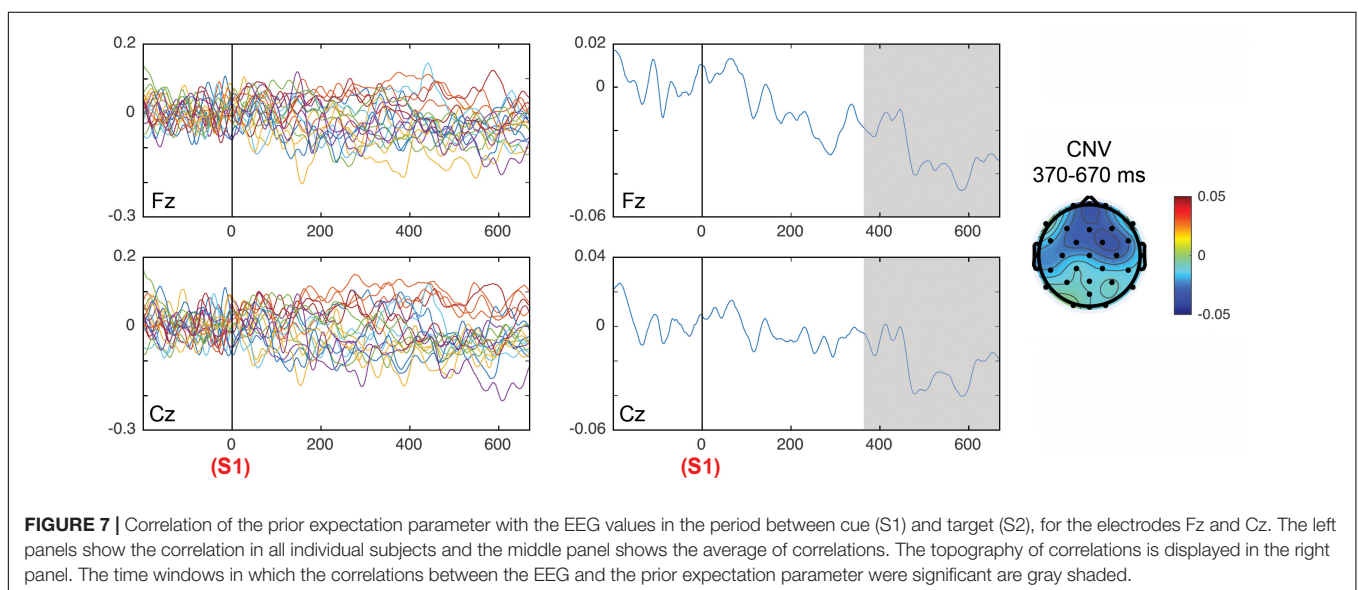 0.2
0
-0.3
Fz
0 200 400 600
0.02
0
-0.06
Fz
0 200 400 600
CNV
370-670 ms
0.05
0
-0.05
0.2
0
-0.3
Cz
0 200 400 600
(S1)
0.04
0
-0.06
Cz
0 200 400 600
(S1)
FIGURE 7 | Correlation of the prior expectation parameter with the EEG values in the period between cue (S1) and target (S2), for the electrodes Fz and Cz. The left
panels show the correlation in all individual subjects and the middle panel shows the average of correlations. The topography of correlations is displayed in the right
panel. The time windows in which the correlations between the EEG and the prior expectation parameter were significant are gray shaded.